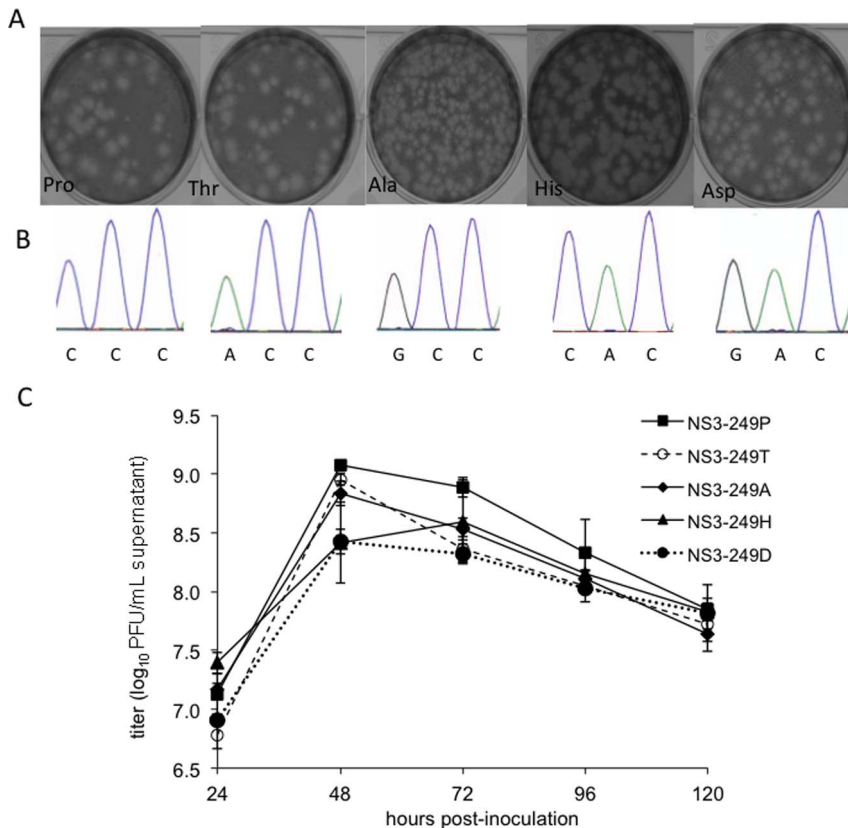 A
Pro Thr Ala His Asp
B
C C C A C C G C C C A C G A C
C
9.5
9.0
8.5
8.0
7.5
7.0
6.5
titer (log10 PFU/mL supernatant)
24 48 72 96 120
hours post-inoculation
NS3-249P
NS3-249T
NS3-249A
NS3-249H
NS3-249D